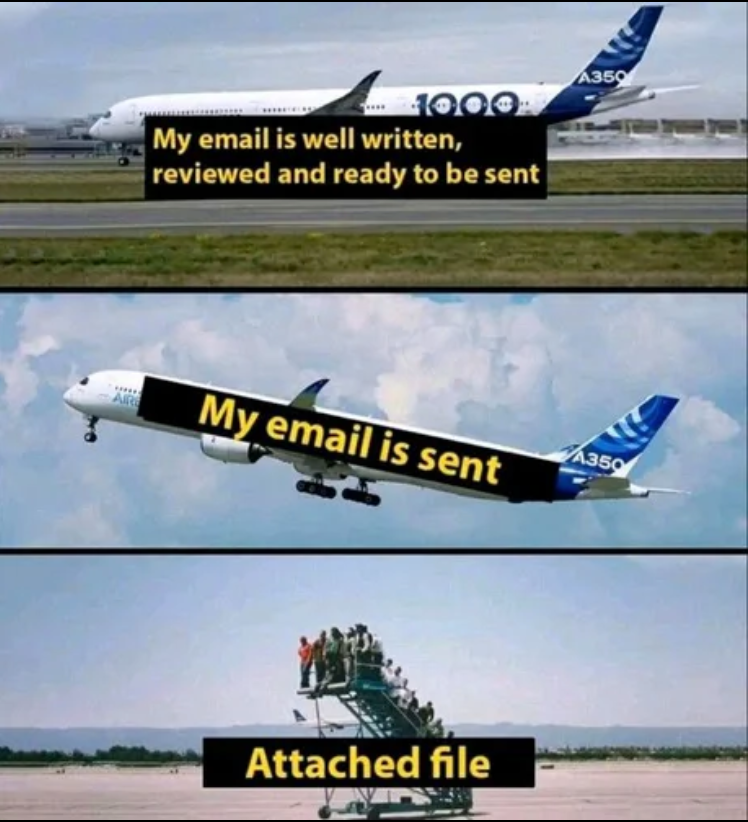 A350
1000
My email is well written,
reviewed and ready to be sent
AIRB
My email is sent
A350
Attached file